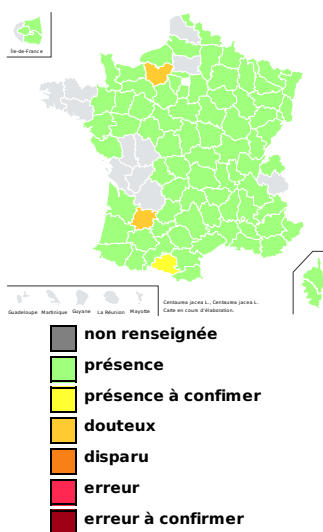 Île-de-France
Guadeloupe Martinique Guyane La Réunion Mayotte
Centaurea jacea L., Centaurea jacea L.
Carte en cours d'élaboration.
non renseignée
présence
présence à confimer
douteux
disparu
erreur
erreur à confirmer